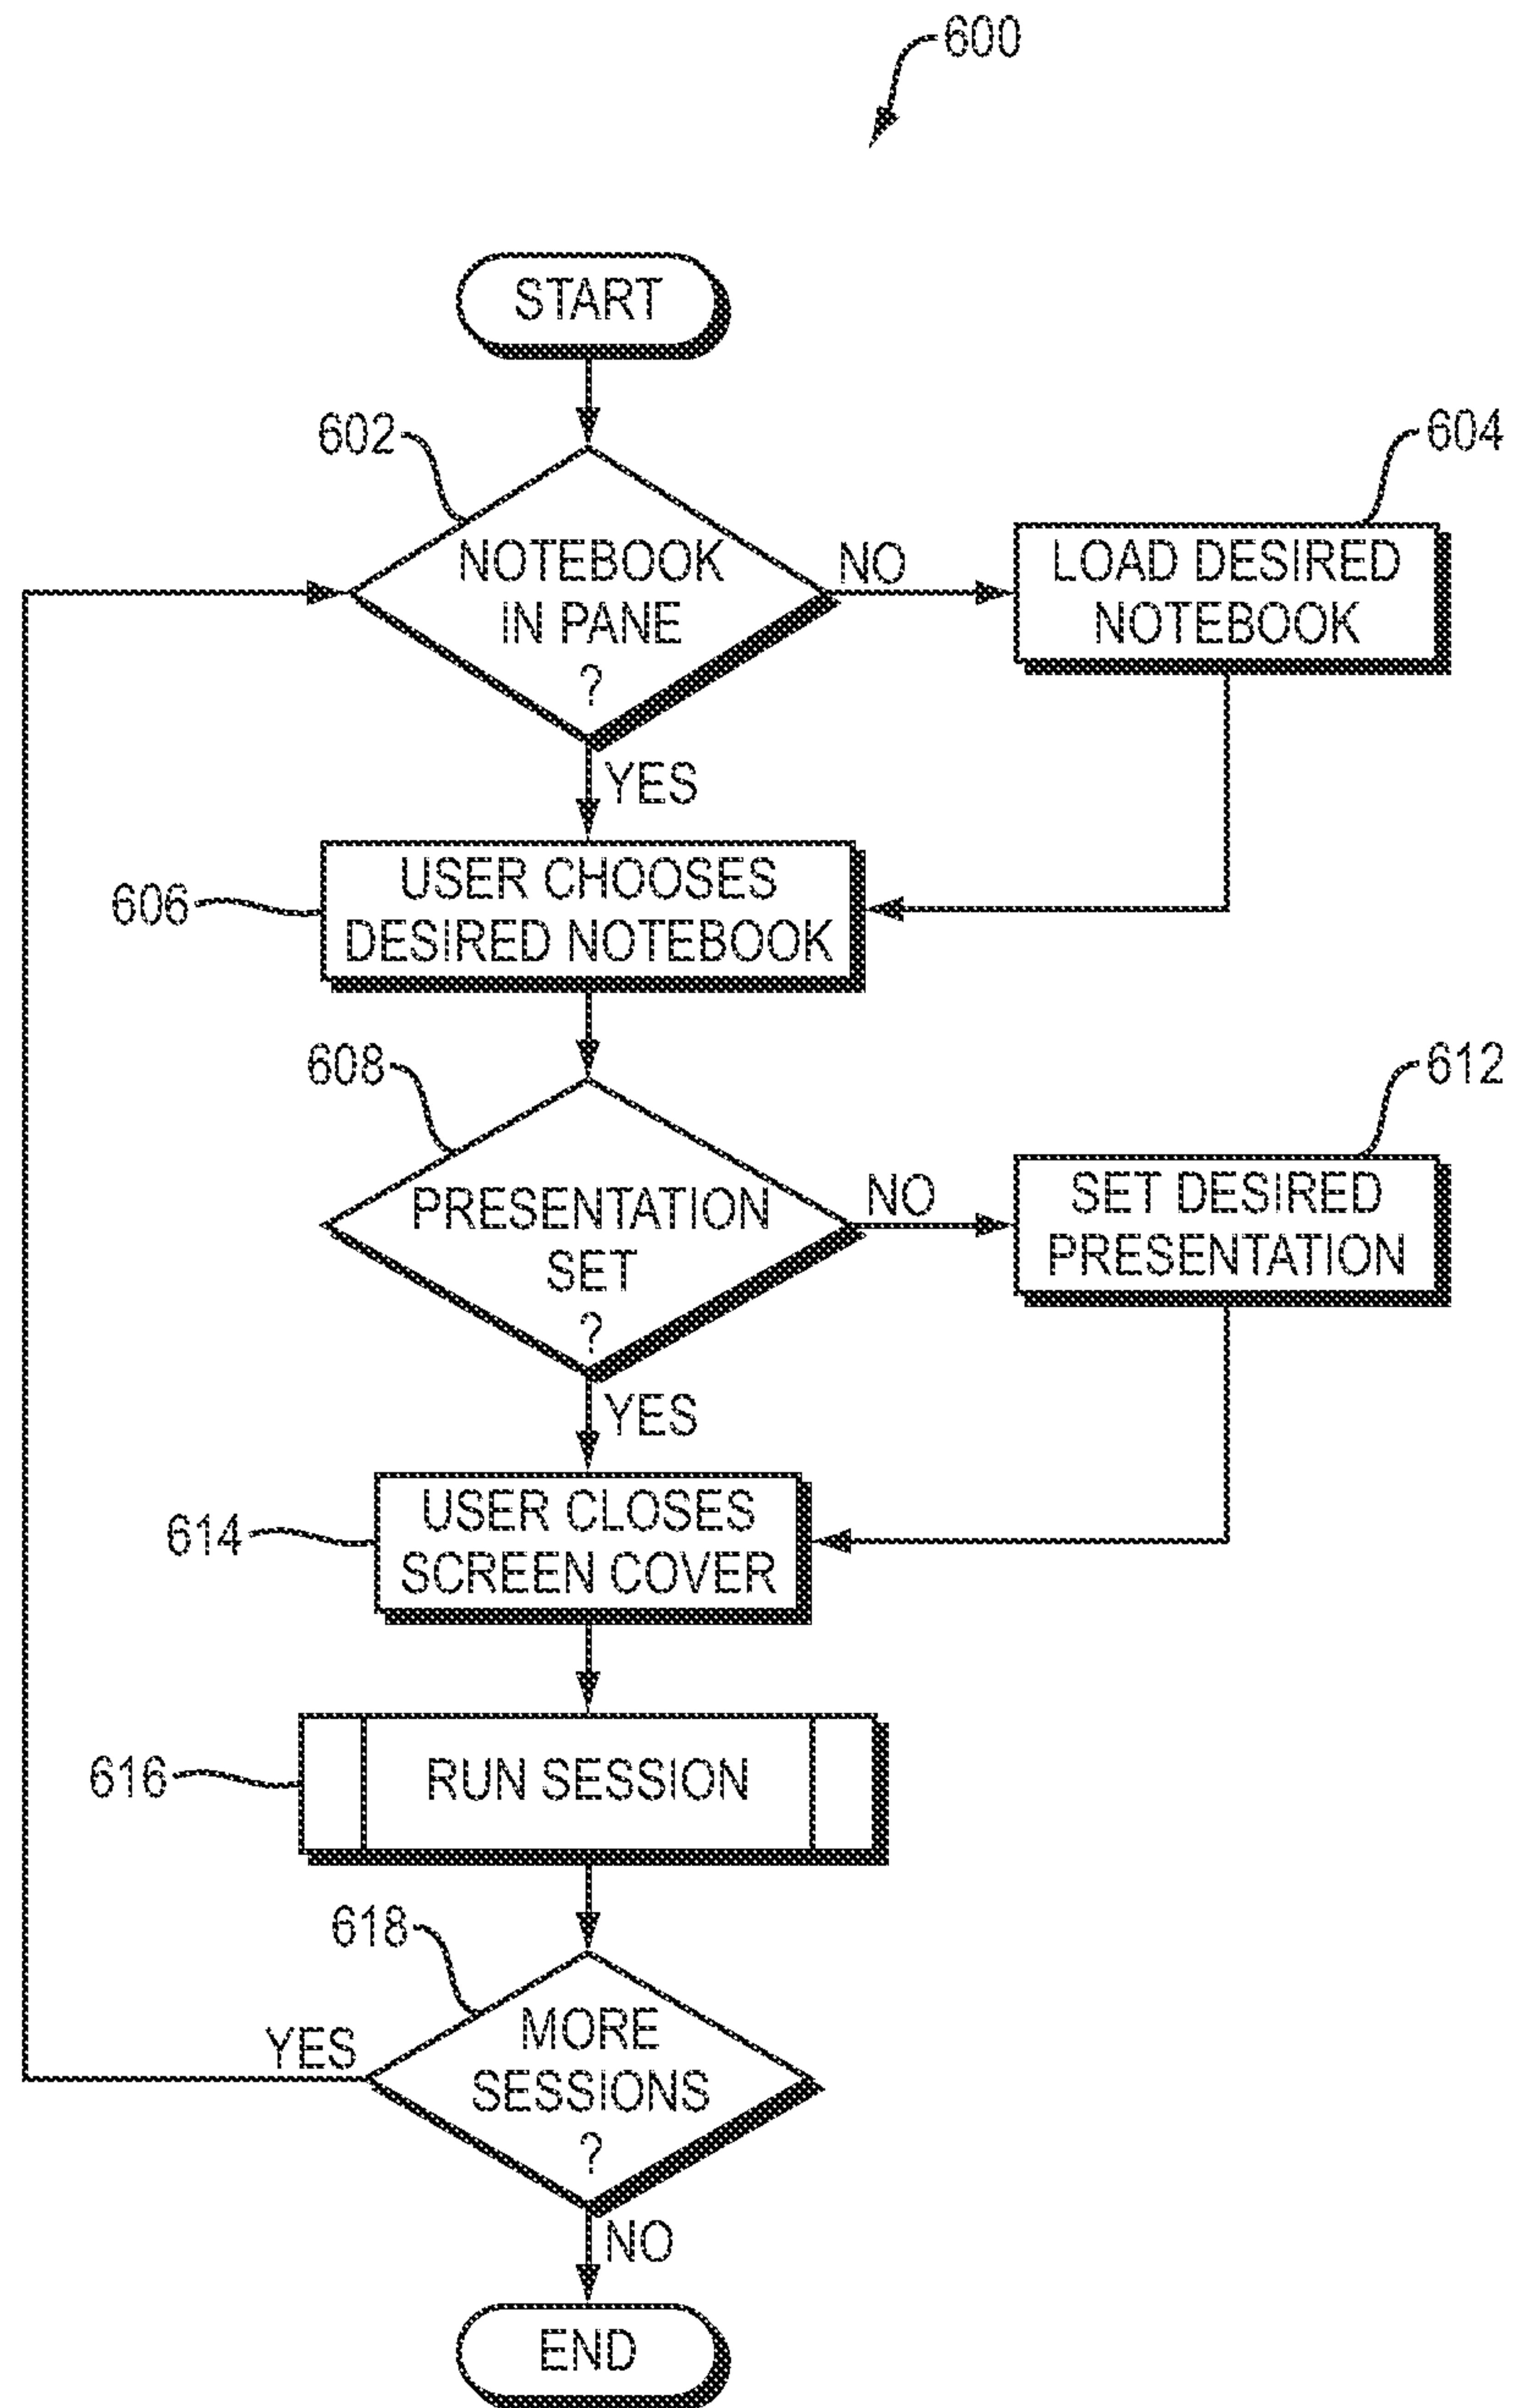 600
START
602
604
NOTEBOOK
IN PANE
?
NO
LOAD DESIRED
NOTEBOOK
YES
606
USER CHOOSES
DESIRED NOTEBOOK
608
612
PRESENTATION
SET
?
NO
SET DESIRED
PRESENTATION
YES
614
USER CLOSES
SCREEN COVER
616
RUN SESSION
618
YES
MORE
SESSIONS
?
NO
END